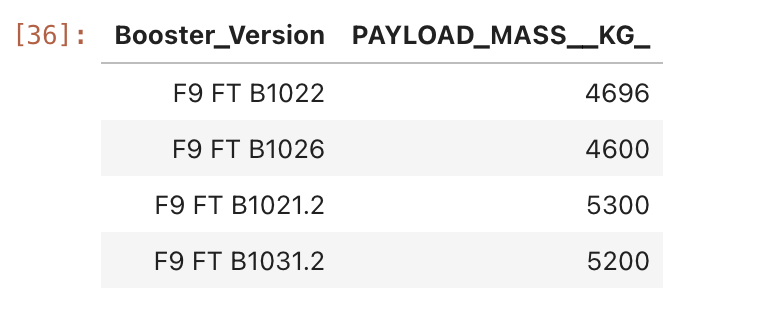 [36]: Booster_Version PAYLOAD_MASS__KG_
F9 FT B1022 4696
F9 FT B1026 4600
F9 FT B1021.2 5300
F9 FT B1031.2 5200